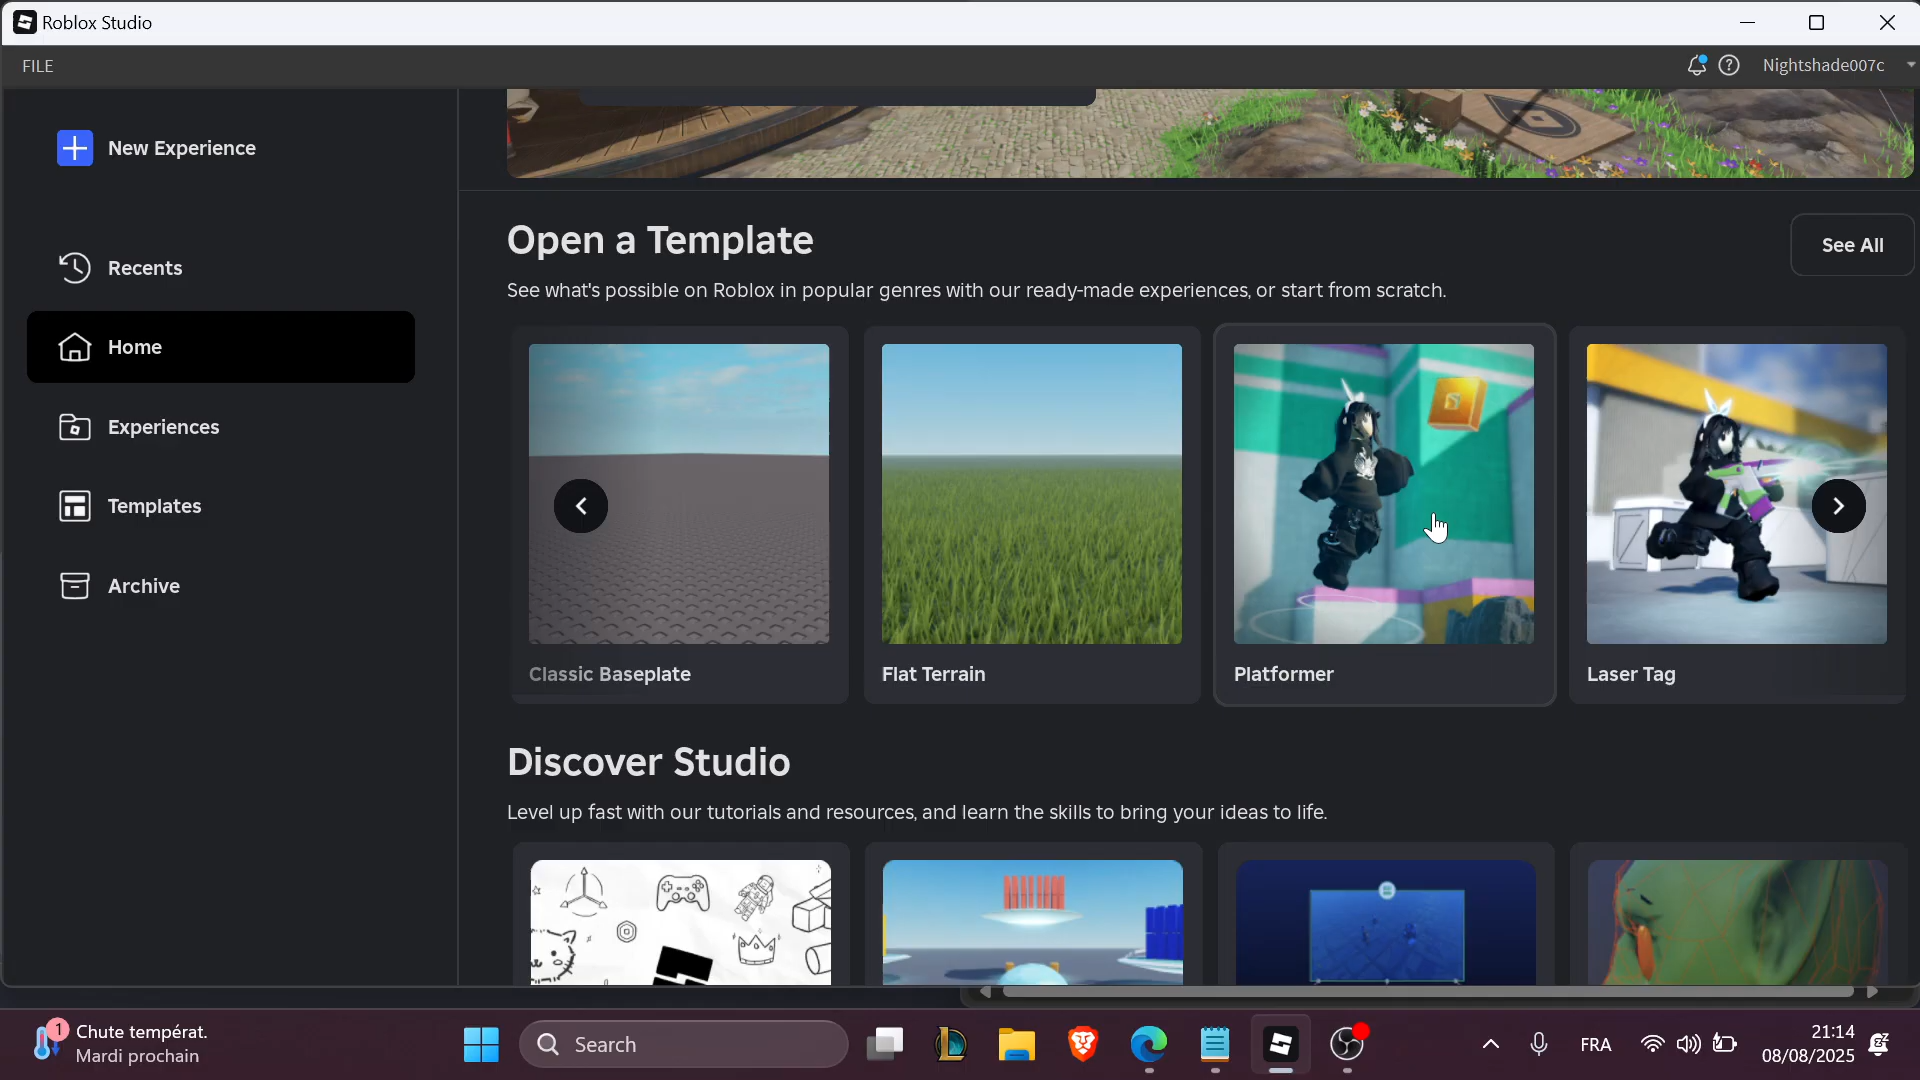 Roblox Studio
FILE
Nightshade007c
New Experience
Recents
Home
Experiences
Templates
Archive
Open a Template
See All
See what's possible on Roblox in popular genres with our ready-made experiences, or start from scratch.
Classic Baseplate
Flat Terrain
Platformer
Laser Tag
Discover Studio
Level up fast with our tutorials and resources, and learn the skills to bring your ideas to life.
1
Chute températ.
Mardi prochain
Search
FRA
21:14
08/08/2025